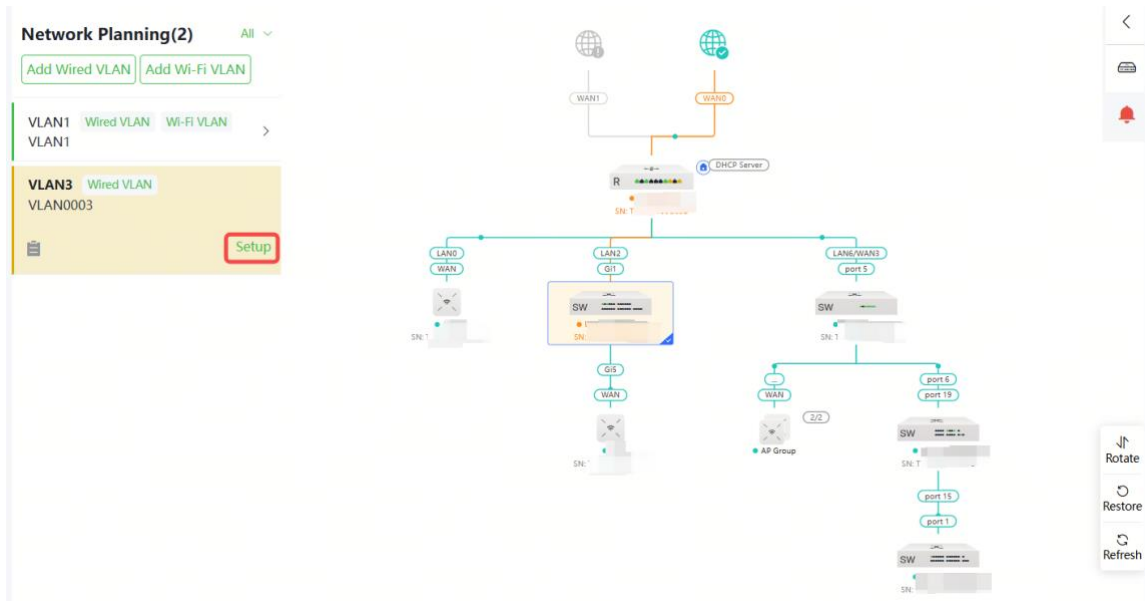 Network Planning(2) All
Add Wired VLAN Add Wi-Fi VLAN
VLAN1 Wired VLAN Wi-Fi VLAN
VLAN1
VLAN3 Wired VLAN
VLAN0003
Setup
WAN1 WAN0
DHCP Server
R
SN: T
LAN0 LAN2 LAN6/WAN3
WAN Gi1 port 5
SW SW
SN: T SN: SN: T
Gi5
WAN
SN:
... port 6
WAN port 19
2/2
SW
AP Group
SN: T
port 15
port 1
SW
SN:
Rotate
Restore
Refresh